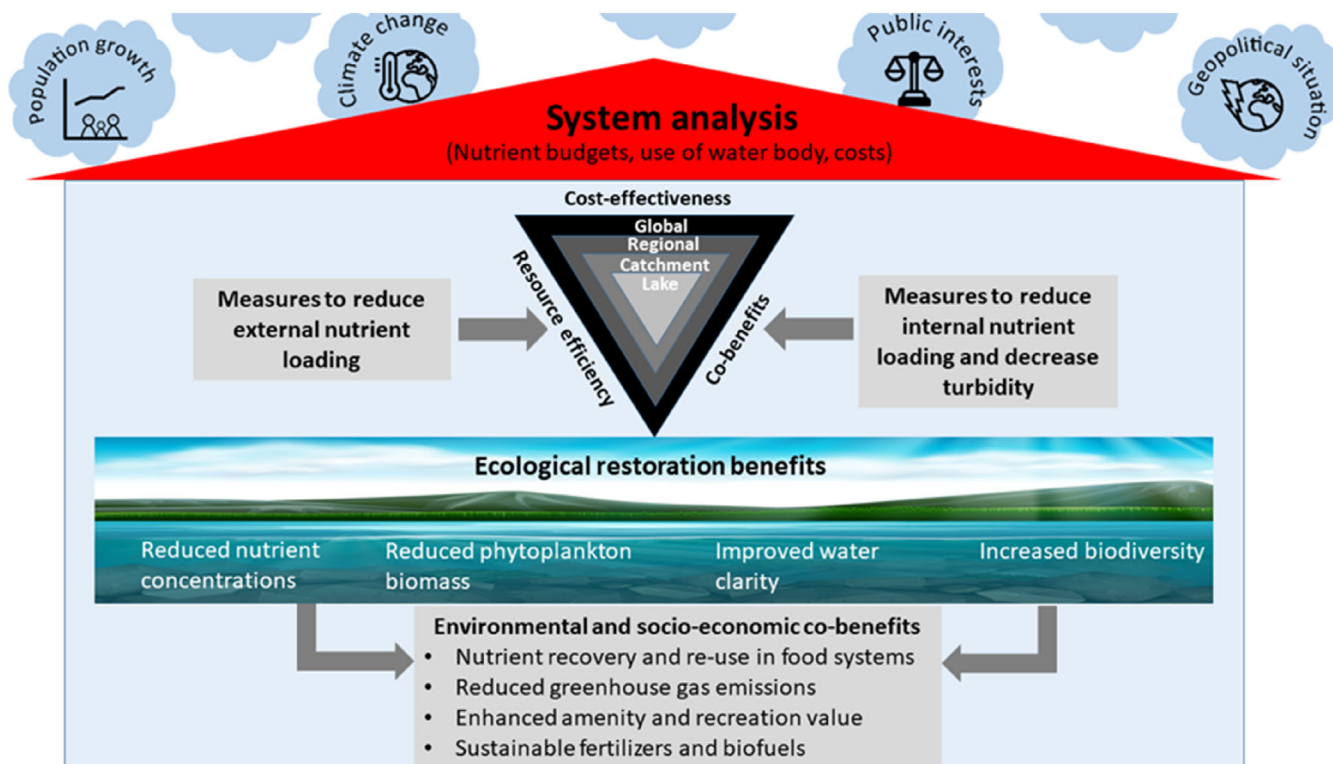 Population growth
Climate change
Public interests
Geopolitical situation
System analysis
(Nutrient budgets, use of water body, costs)
Cost-effectiveness
Global
Regional
Catchment
Lake
Resource efficiency
Co-benefits
Measures to reduce
external nutrient
loading
Measures to reduce
internal nutrient
loading and decrease
turbidity
Ecological restoration benefits
Reduced nutrient
concentrations
Reduced phytoplankton
biomass
Improved water
clarity
Increased biodiversity
Environmental and socio-economic co-benefits
• Nutrient recovery and re-use in food systems
• Reduced greenhouse gas emissions
• Enhanced amenity and recreation value
• Sustainable fertilizers and biofuels